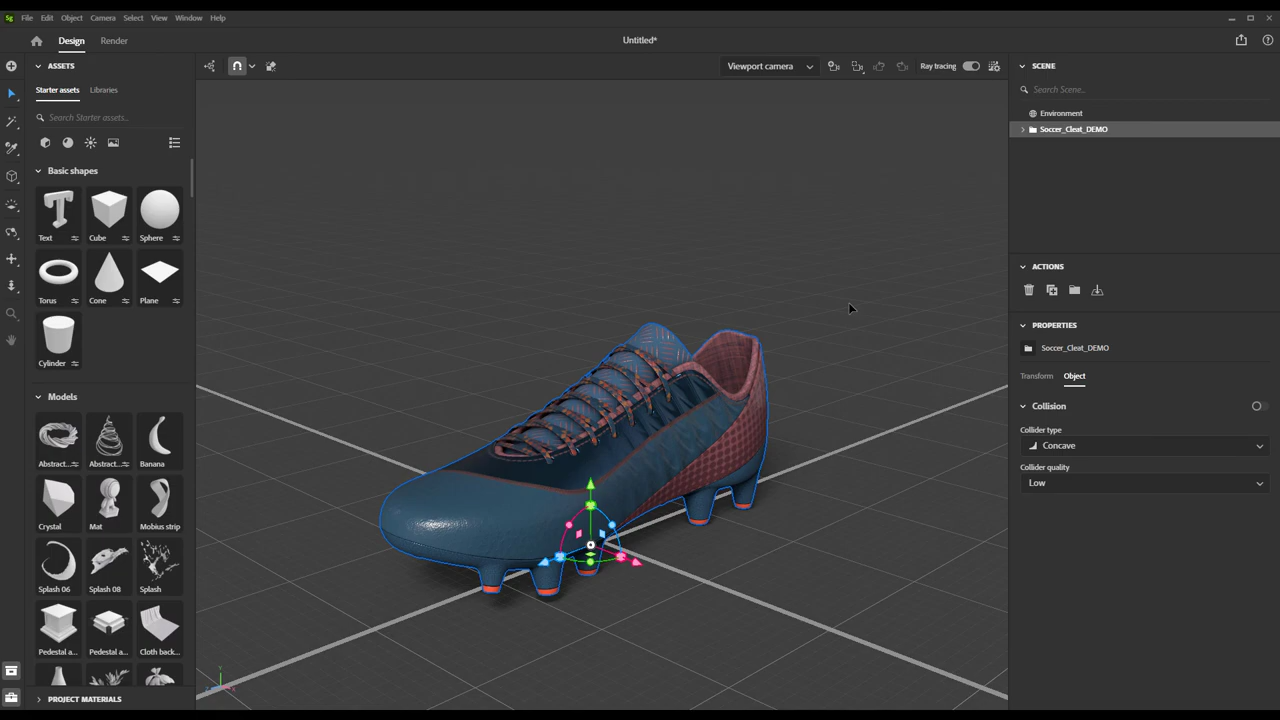 Sg File Edit Object Camera Select View Window Help
Design Render Untitled*
ASSETS
Starter assets Libraries
Search Starter assets...
Basic shapes
Text Cube Sphere
Torus Cone Plane
Cylinder
Models
Abstract... Abstract... Banana
Crystal Mat Mobius strip
Splash 06 Splash 08 Splash
Pedestal a... Pedestal a... Cloth back...
PROJECT MATERIALS
Viewport camera Ray tracing
SCENE
Search Scene..
Environment
Soccer_Cleat_DEMO
ACTIONS
PROPERTIES
Soccer_Cleat_DEMO
Transform Object
Collision
Collider type
Concave
Collider quality
Low